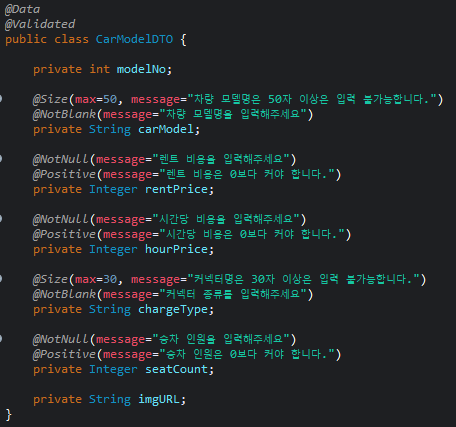 @Data
@Validated
public class CarModelDTO {
private int modelNo;
@Size(max=50, message="차량 모델명은 50자 이상은 입력 불가능합니다.")
@NotBlank(message="차량 모델명을 입력해주세요")
private String carModel;
@NotNull(message="렌트 비용을 입력해주세요")
@Positive(message="렌트 비용은 0보다 커야 합니다.")
private Integer rentPrice;
@NotNull(message="시간당 비용을 입력해주세요")
@Positive(message="시간당 비용은 0보다 커야 합니다.")
private Integer hourPrice;
@Size(max=30, message="커넥터명은 30자 이상은 입력 불가능합니다.")
@NotBlank(message="커넥터 종류를 입력해주세요")
private String chargeType;
@NotNull(message="승차 인원을 입력해주세요")
@Positive(message="승차 인원은 0보다 커야 합니다.")
private Integer seatCount;
private String imgURL;
}